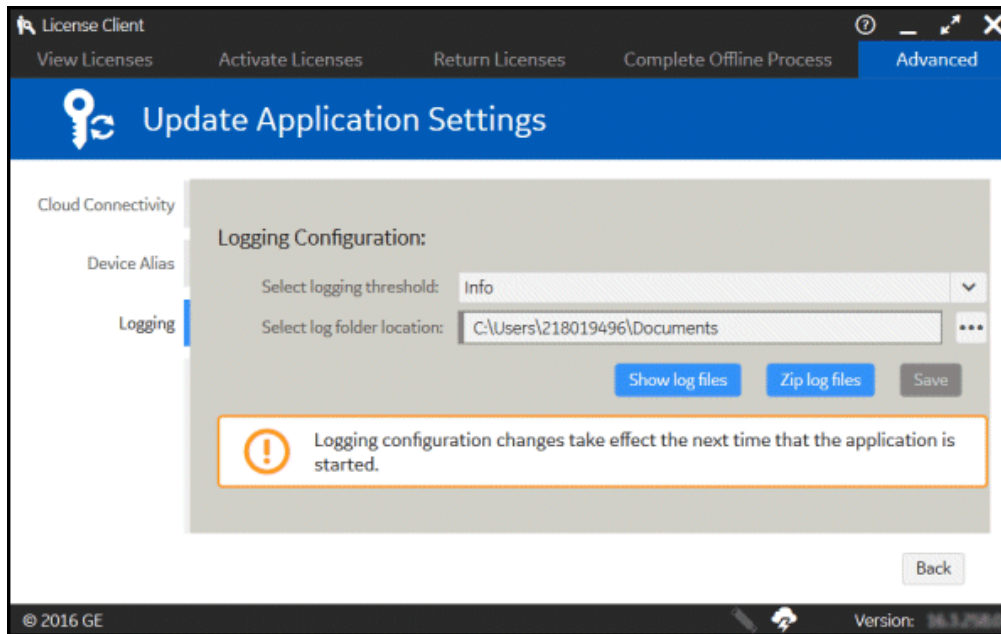 License Client
View Licenses Activate Licenses Return Licenses Complete Offline Process Advanced
Update Application Settings
Cloud Connectivity
Device Alias
Logging
Logging Configuration:
Select logging threshold: Info
Select log folder location: C:\Users\218019496\Documents
Show log files Zip log files Save
Logging configuration changes take effect the next time that the application is
started.
Back
© 2016 GE Version: